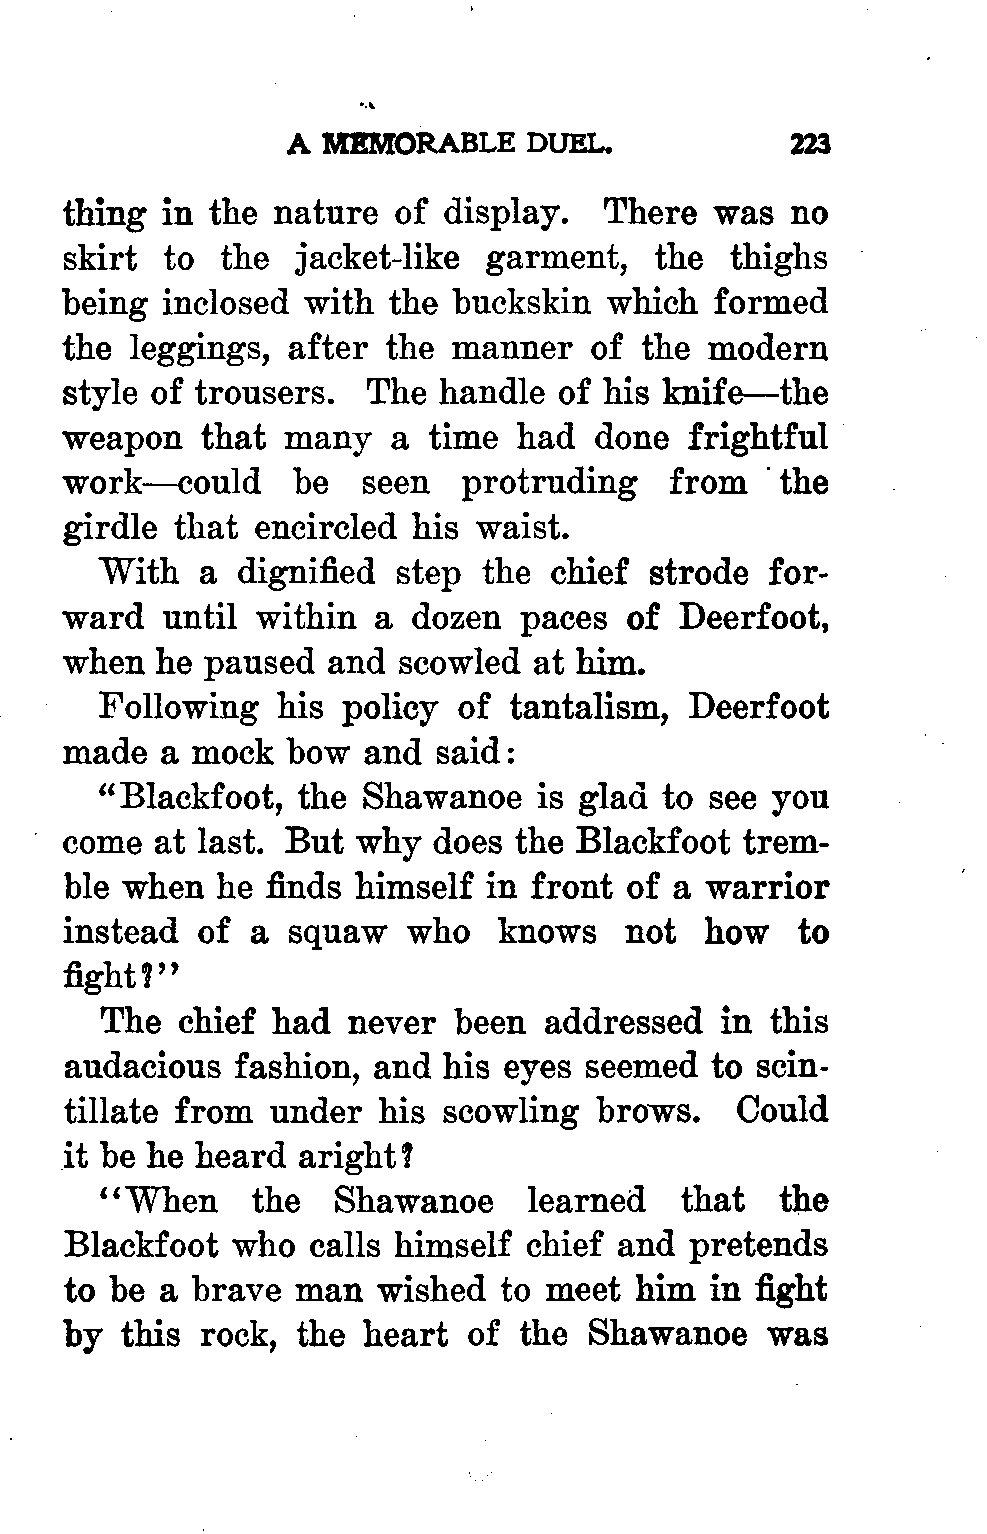 A MEMORABLE DUEL. 223
thing in the nature of display. There was no
skirt to the jacket-like garment, the thighs
being inclosed with the buckskin which formed
the leggings, after the manner of the modern
style of trousers. The handle of his knife—the
weapon that many a time had done frightful
work—could be seen protruding from the
girdle that encircled his waist.
With a dignified step the chief strode for-
ward until within a dozen paces of Deerfoot,
when he paused and scowled at him.
Following his policy of tantalism, Deerfoot
made a mock bow and said:
“Blackfoot, the Shawanoe is glad to see you
come at last. But why does the Blackfoot trem-
ble when he finds himself in front of a warrior
instead of a squaw who knows not how to
fight?”
The chief had never been addressed in this
audacious fashion, and his eyes seemed to scin-
tillate from under his scowling brows. Could
it be he heard aright?
“When the Shawanoe learned that the
Blackfoot who calls himself chief and pretends
to be a brave man wished to meet him in fight
by this rock, the heart of the Shawanoe was